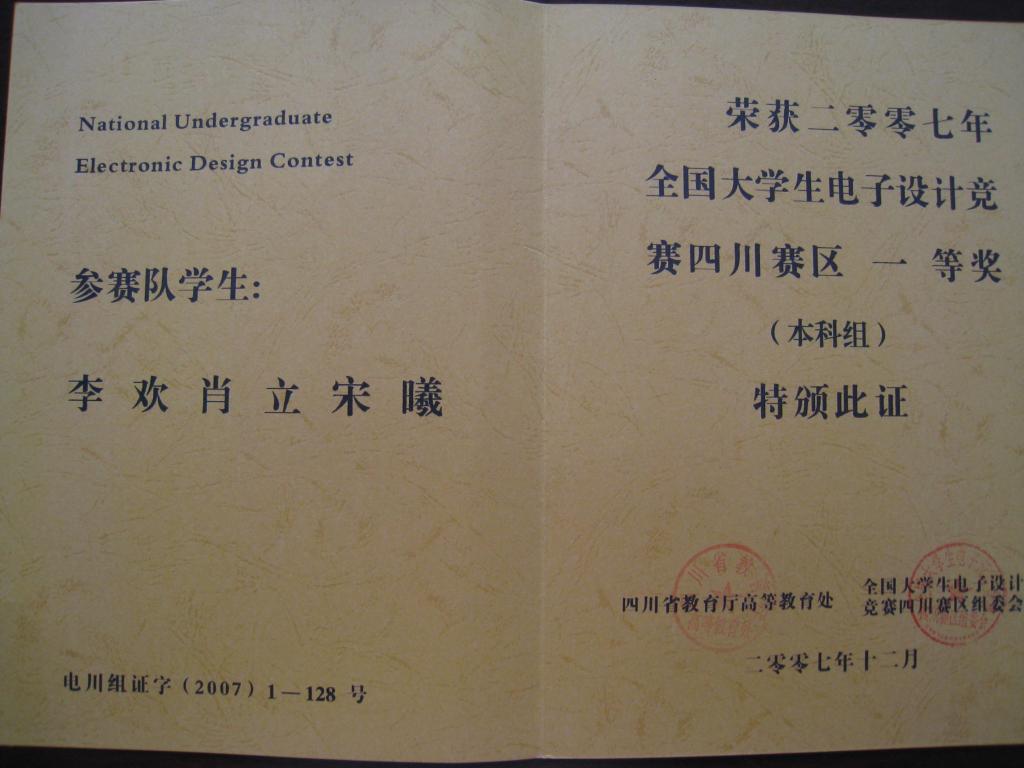 National Undergraduate
Electronic Design Contest
参赛队学生:
李 欢 肖 立 宋 曦
电川组证字(2007)1—128 号
荣获二零零七年
全国大学生电子设计竞
赛四川赛区 一 等奖
(本科组)
特颁此证
四川省教育厅高等教育处
全国大学生电子设计
竞赛四川赛区组委会
二零零七年十二月